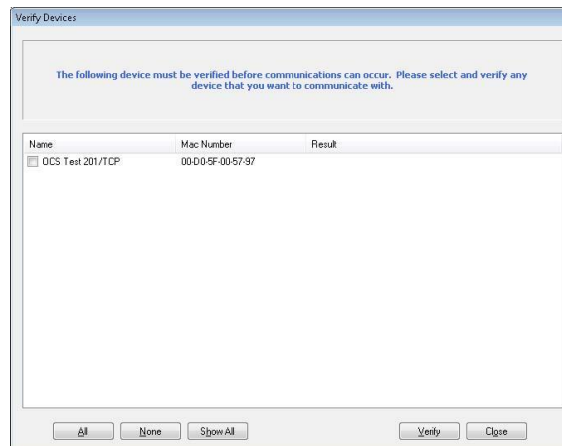 Verify Devices
The following device must be verified before communications can occur. Please select and verify any
device that you want to communicate with.
Name Mac Number Result
OCS Test 201/TCP 00-D0-5F-00-57-97
All None Show All Verify Close